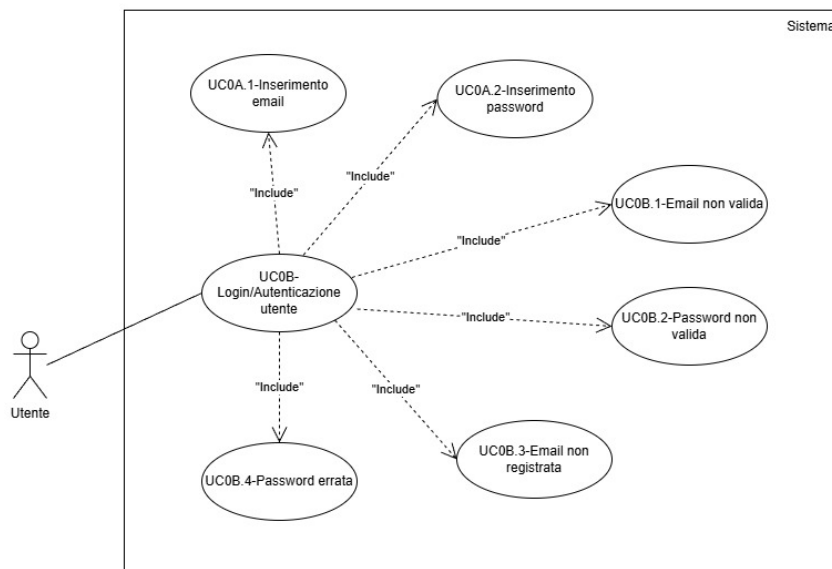 Sistema
UC0A.1-Inserimento
email
UC0A.2-Inserimento
password
"Include"
"Include"
UC0B.1-Email non valida
"Include"
UC0B-
Login/Autenticazione
utente
"Include"
UC0B.2-Password non
valida
Utente
"Include"
"Include"
UC0B.3-Email non
registrata
UC0B.4-Password errata